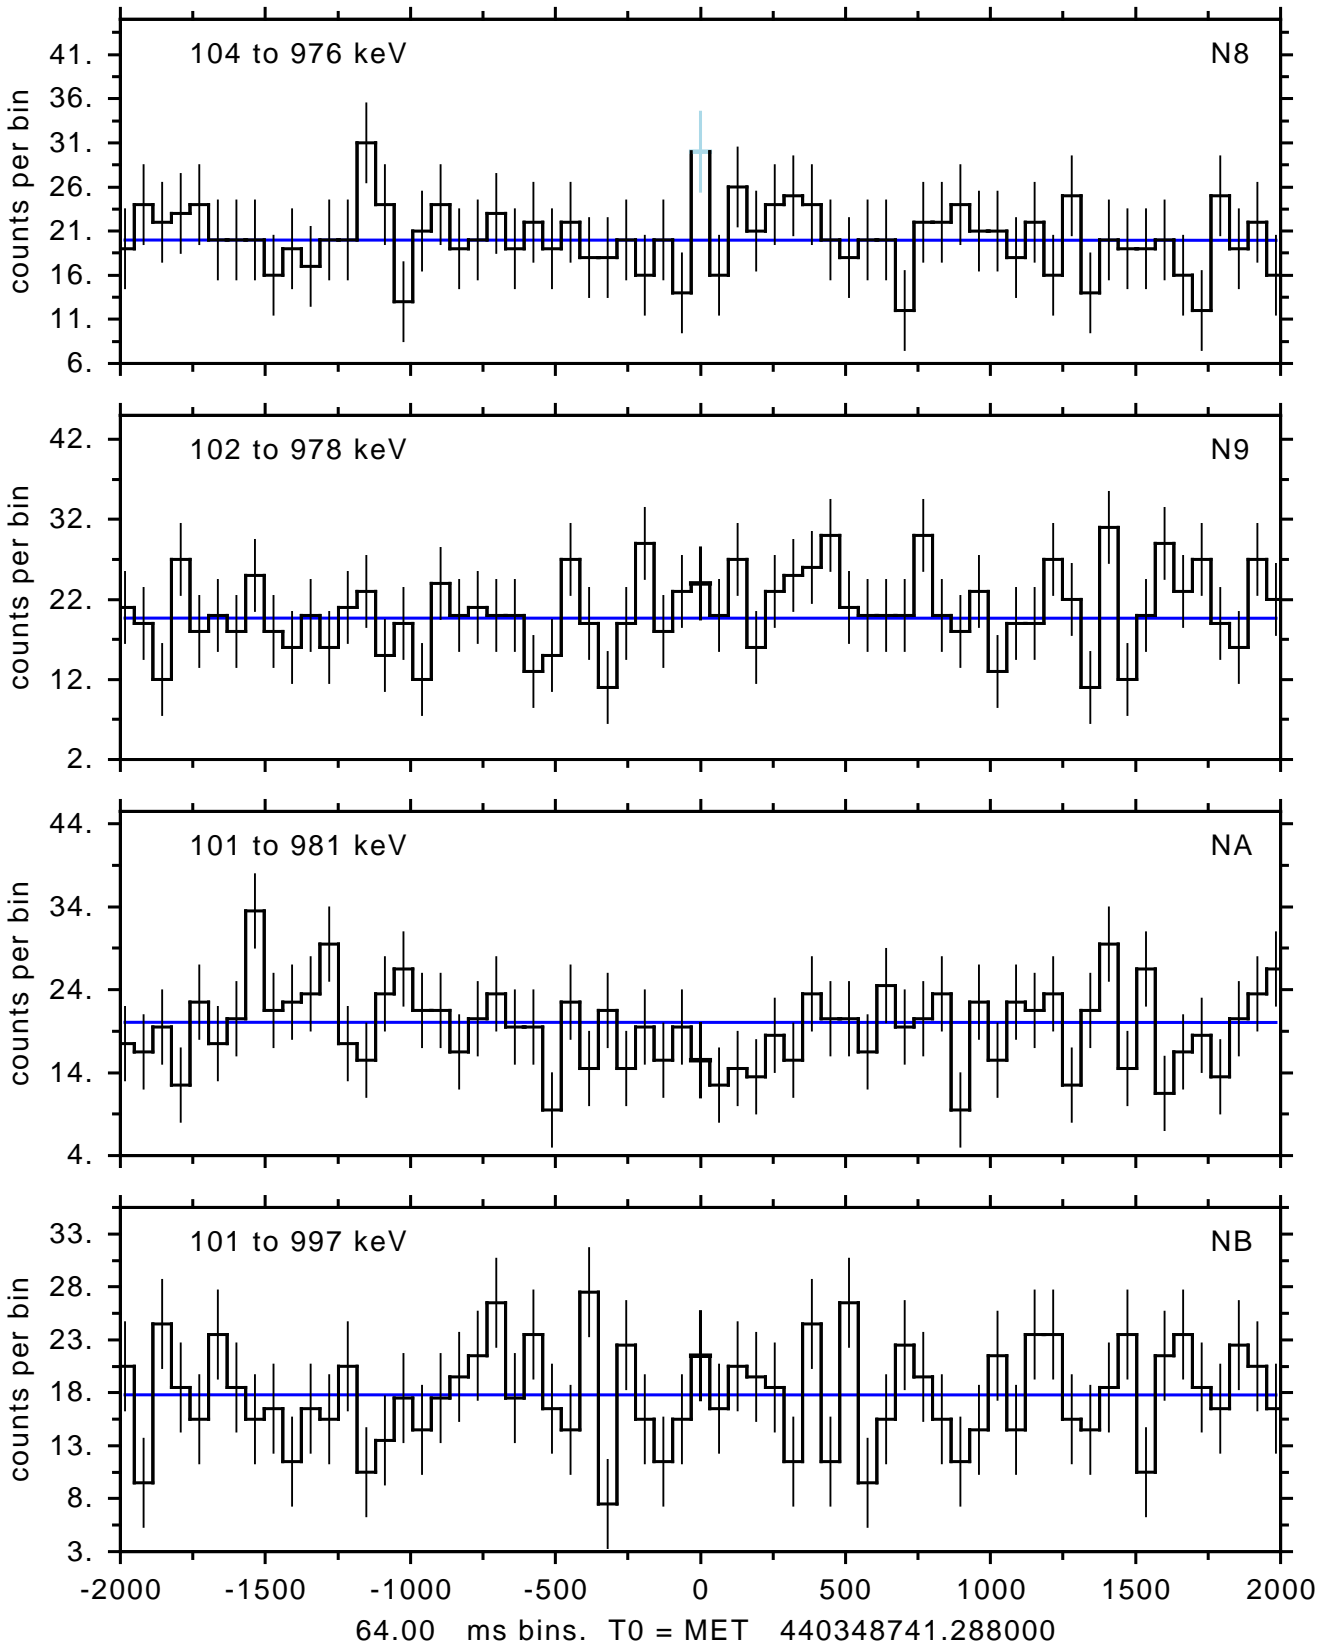 104 to 976 keV N8
counts per bin
41.
36.
31.
26.
21.
16.
11.
6.
102 to 978 keV N9
counts per bin
42.
32.
22.
12.
2.
101 to 981 keV NA
counts per bin
44.
34.
24.
14.
4.
101 to 997 keV NB
counts per bin
33.
28.
23.
18.
13.
8.
3.
-2000 -1500 -1000 -500 0 500 1000 1500 2000
64.00 ms bins. T0 = MET 440348741.288000